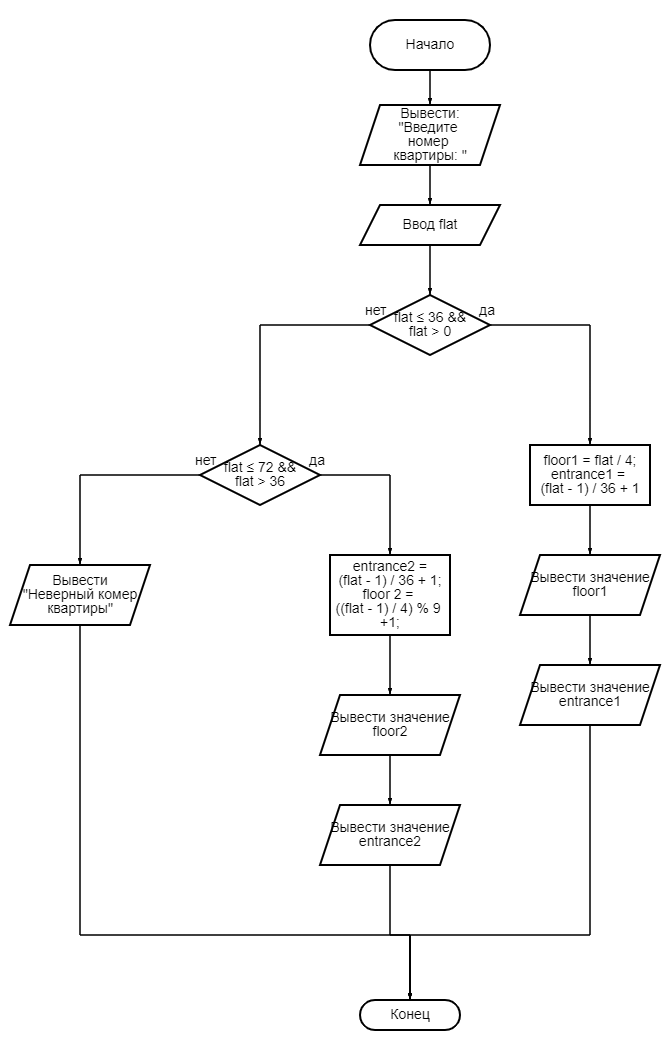 Начало
Вывести:
"Введите
номер
квартиры: "
Ввод flat
нет
flat ≤ 36 &&
flat > 0
да
нет
flat ≤ 72 &&
flat > 36
да
floor1 = flat / 4;
entrance1 =
(flat - 1) / 36 + 1
Вывести
"Неверный комер
квартиры"
entrance2 =
(flat - 1) / 36 + 1;
floor 2 =
((flat - 1) / 4) % 9
+1;
Вывести значение
floor1
Вывести значение
entrance1
Вывести значение
floor2
Вывести значение
entrance2
Конец